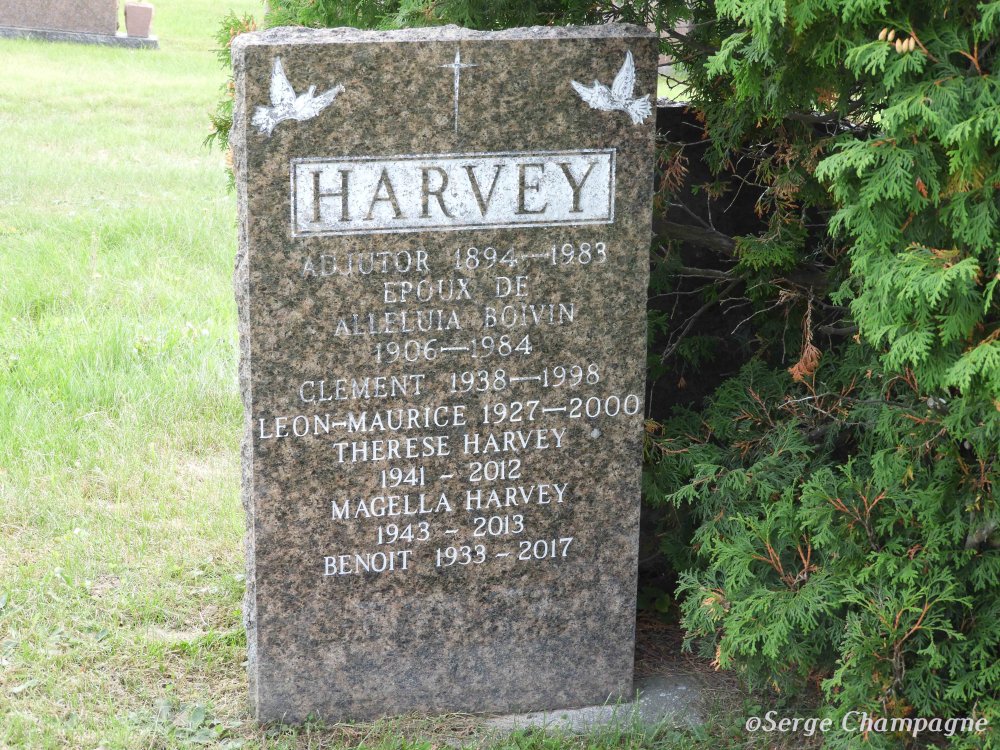 HARVEY
ADJUTOR 1894—1983
EPOUX DE
ALLELUIA BOIVIN
1906—1984
CLEMENT 1938—1998
LEON-MAURICE 1927—2000
THERESE HARVEY
1941 - 2012
MAGELLA HARVEY
1943 - 2013
BENOIT 1933 - 2017
©Serge Champagne